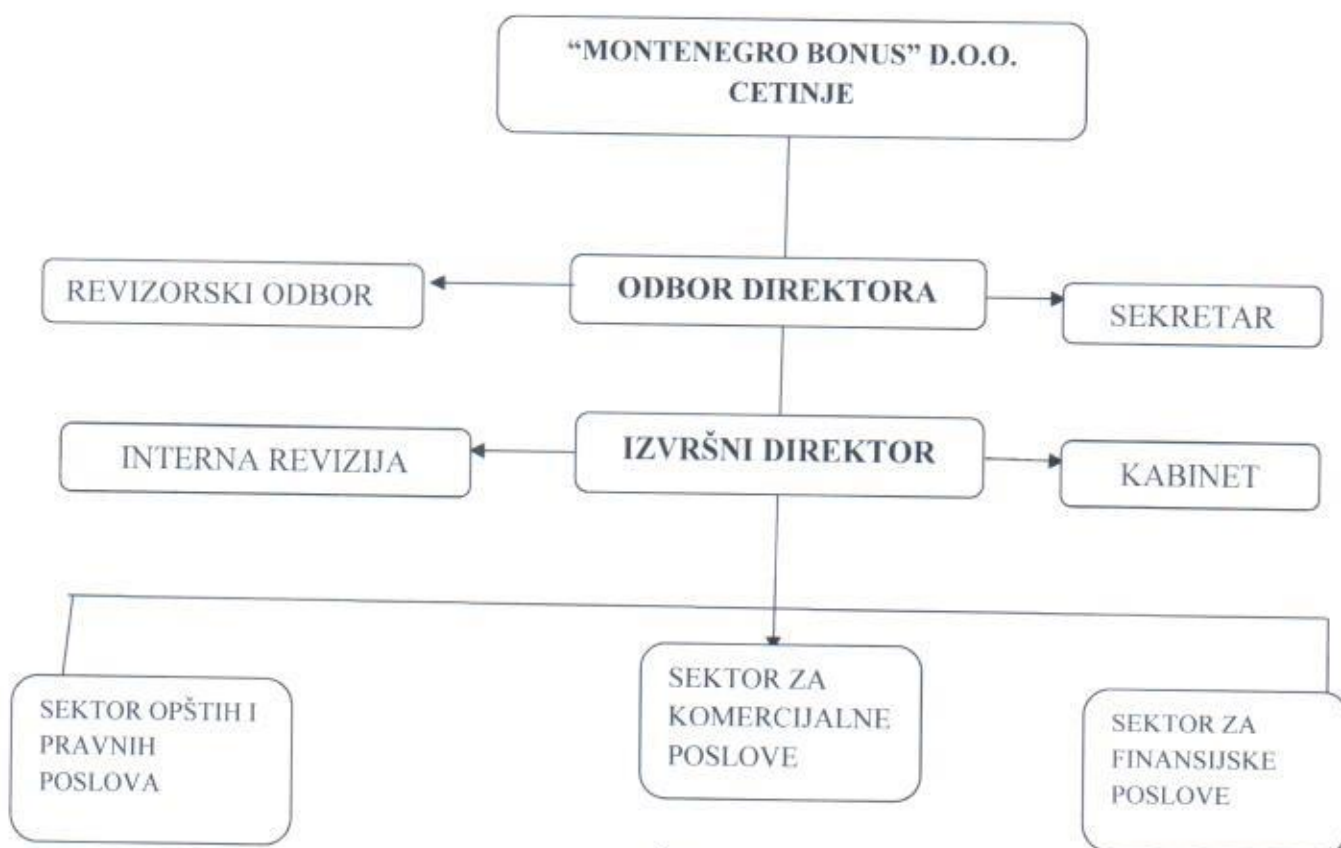 “MONTENEGRO BONUS” D.O.O.
CETINJE
REVIZORSKI ODBOR
ODBOR DIREKTORA
SEKRETAR
INTERNA REVIZIJA
IZVRŠNI DIREKTOR
KABINET
SEKTOR OPŠTIH I
PRAVNIH
POSLOVA
SEKTOR ZA
KOMERCIJALNE
POSLOVE
SEKTOR ZA
FINANSIJSKE
POSLOVE